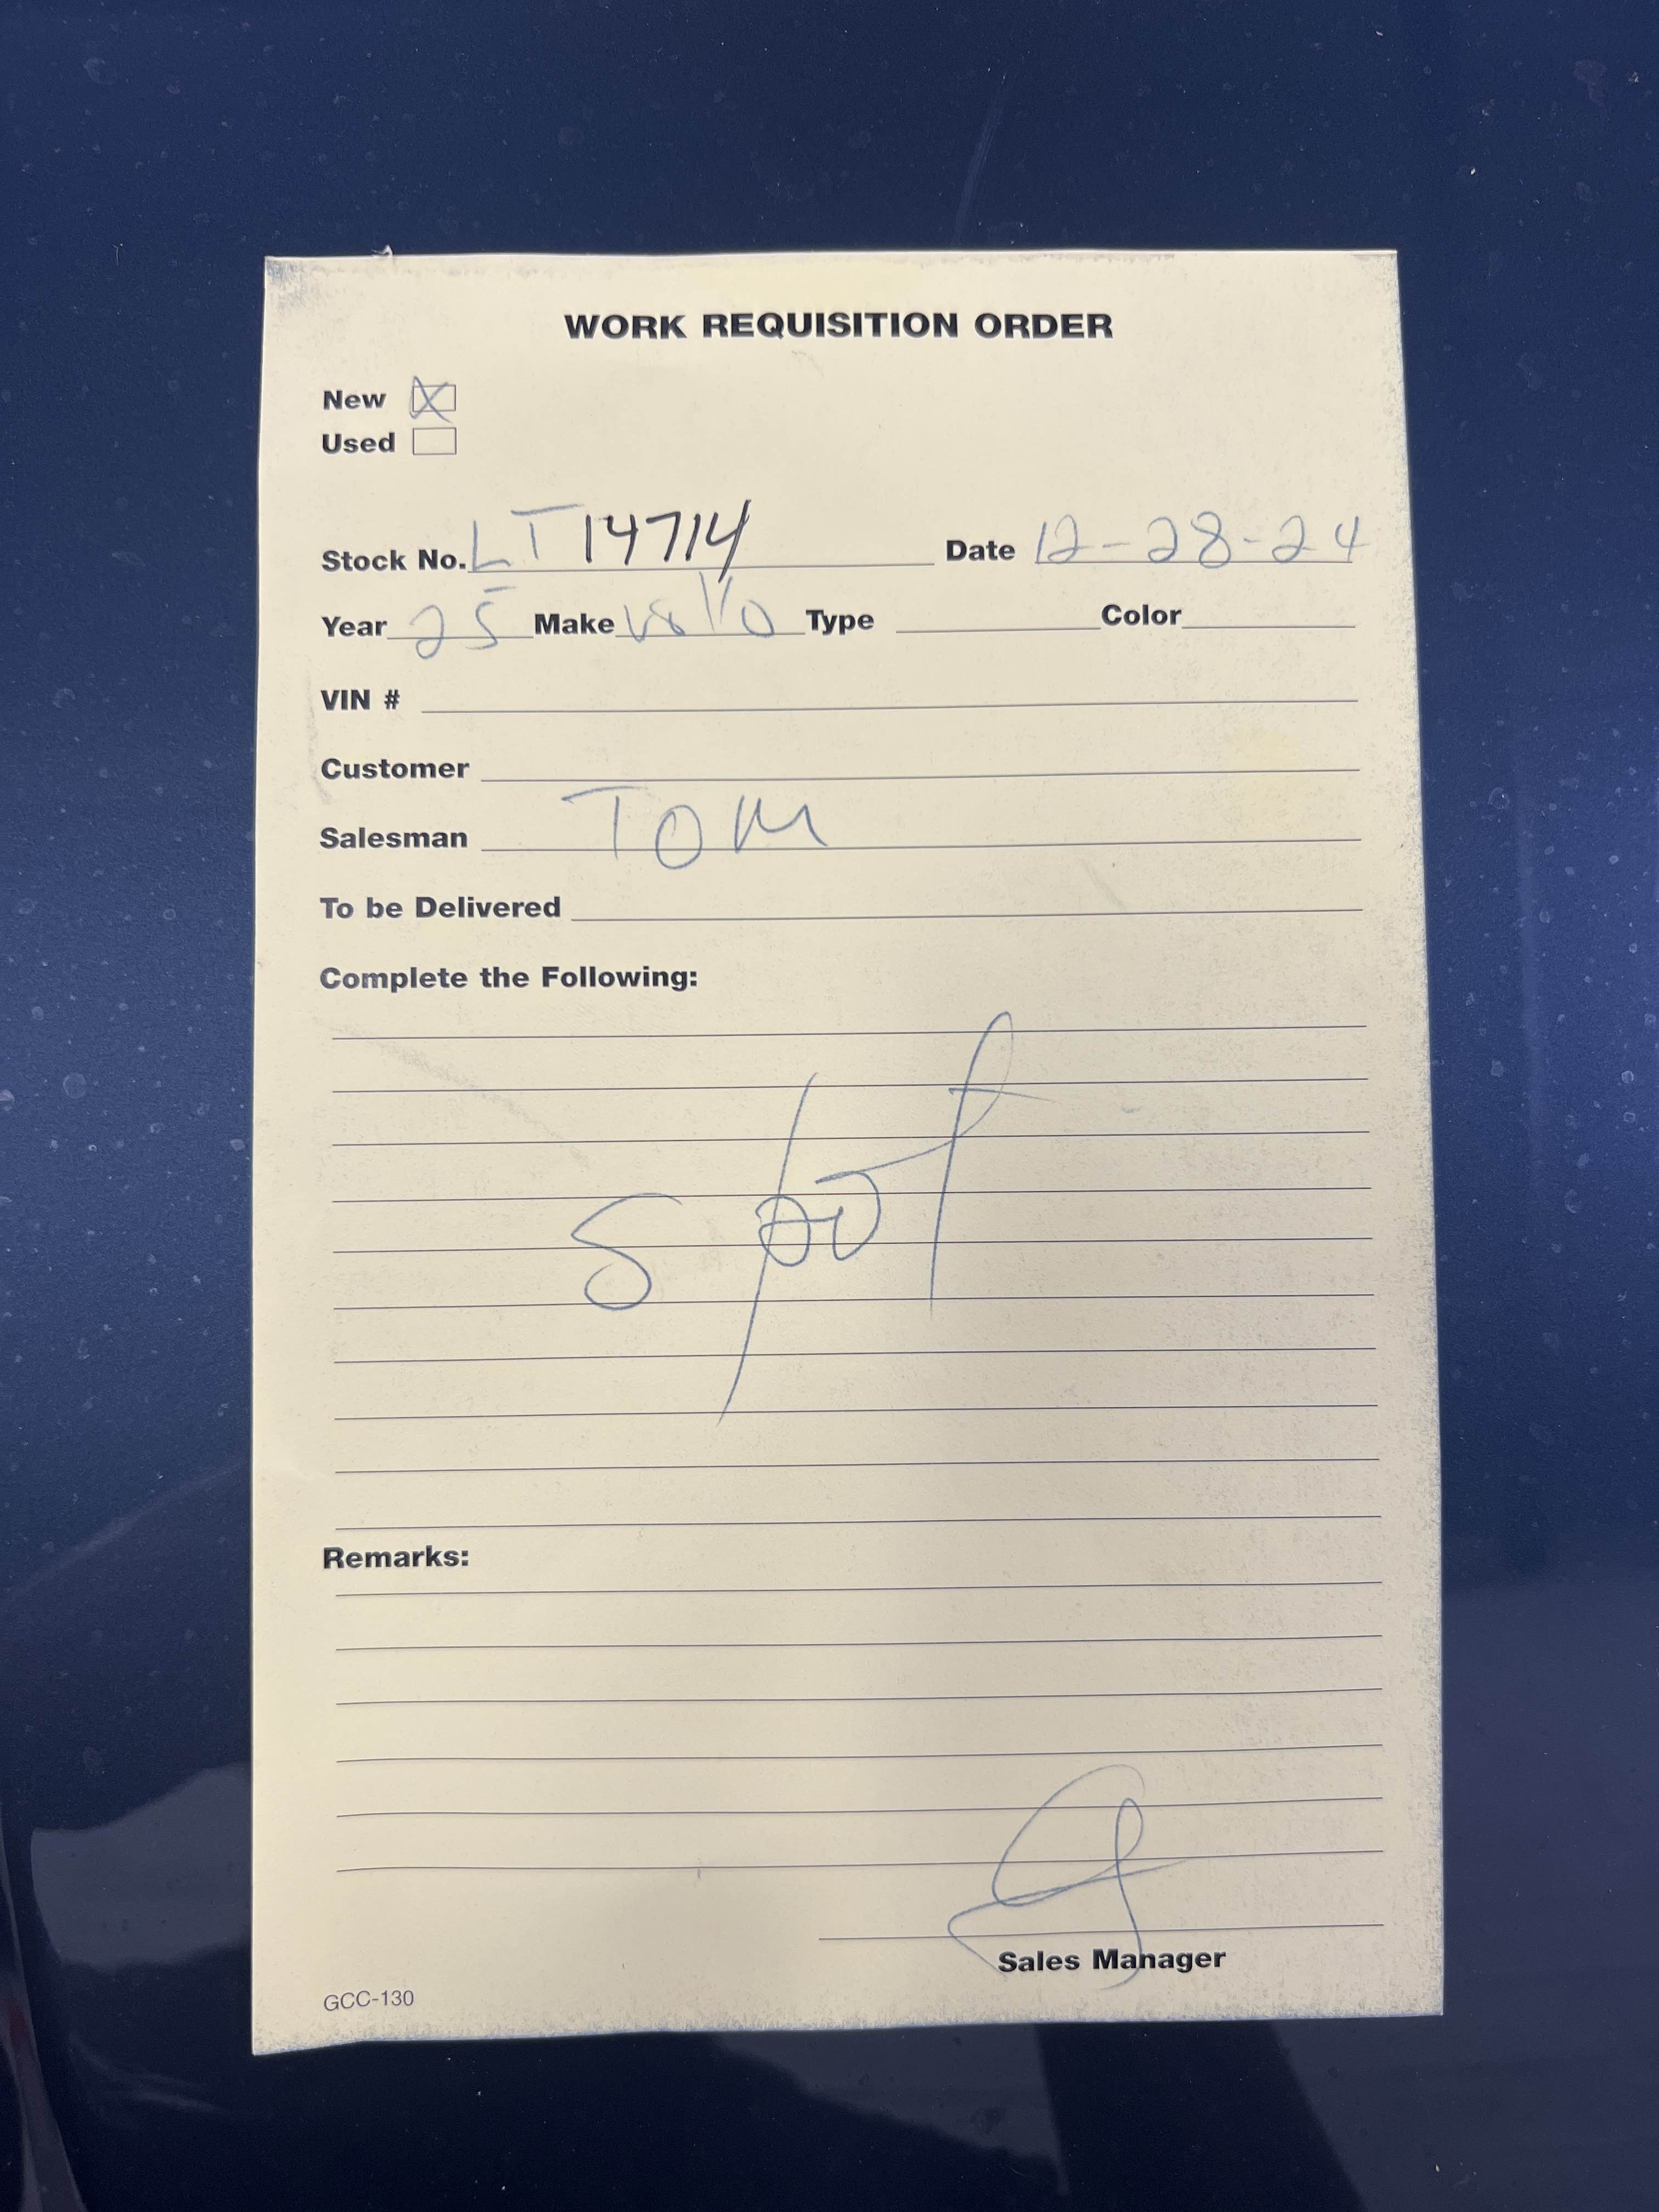 WORK REQUISITION ORDER
New X
Used
Stock No. LT14714 Date 12-28-24
Year 25 Make Volvo Type Color
VIN #
Customer
Salesman TOM
To be Delivered
Complete the Following:
spot
Remarks:
Sales Manager
GCC-130